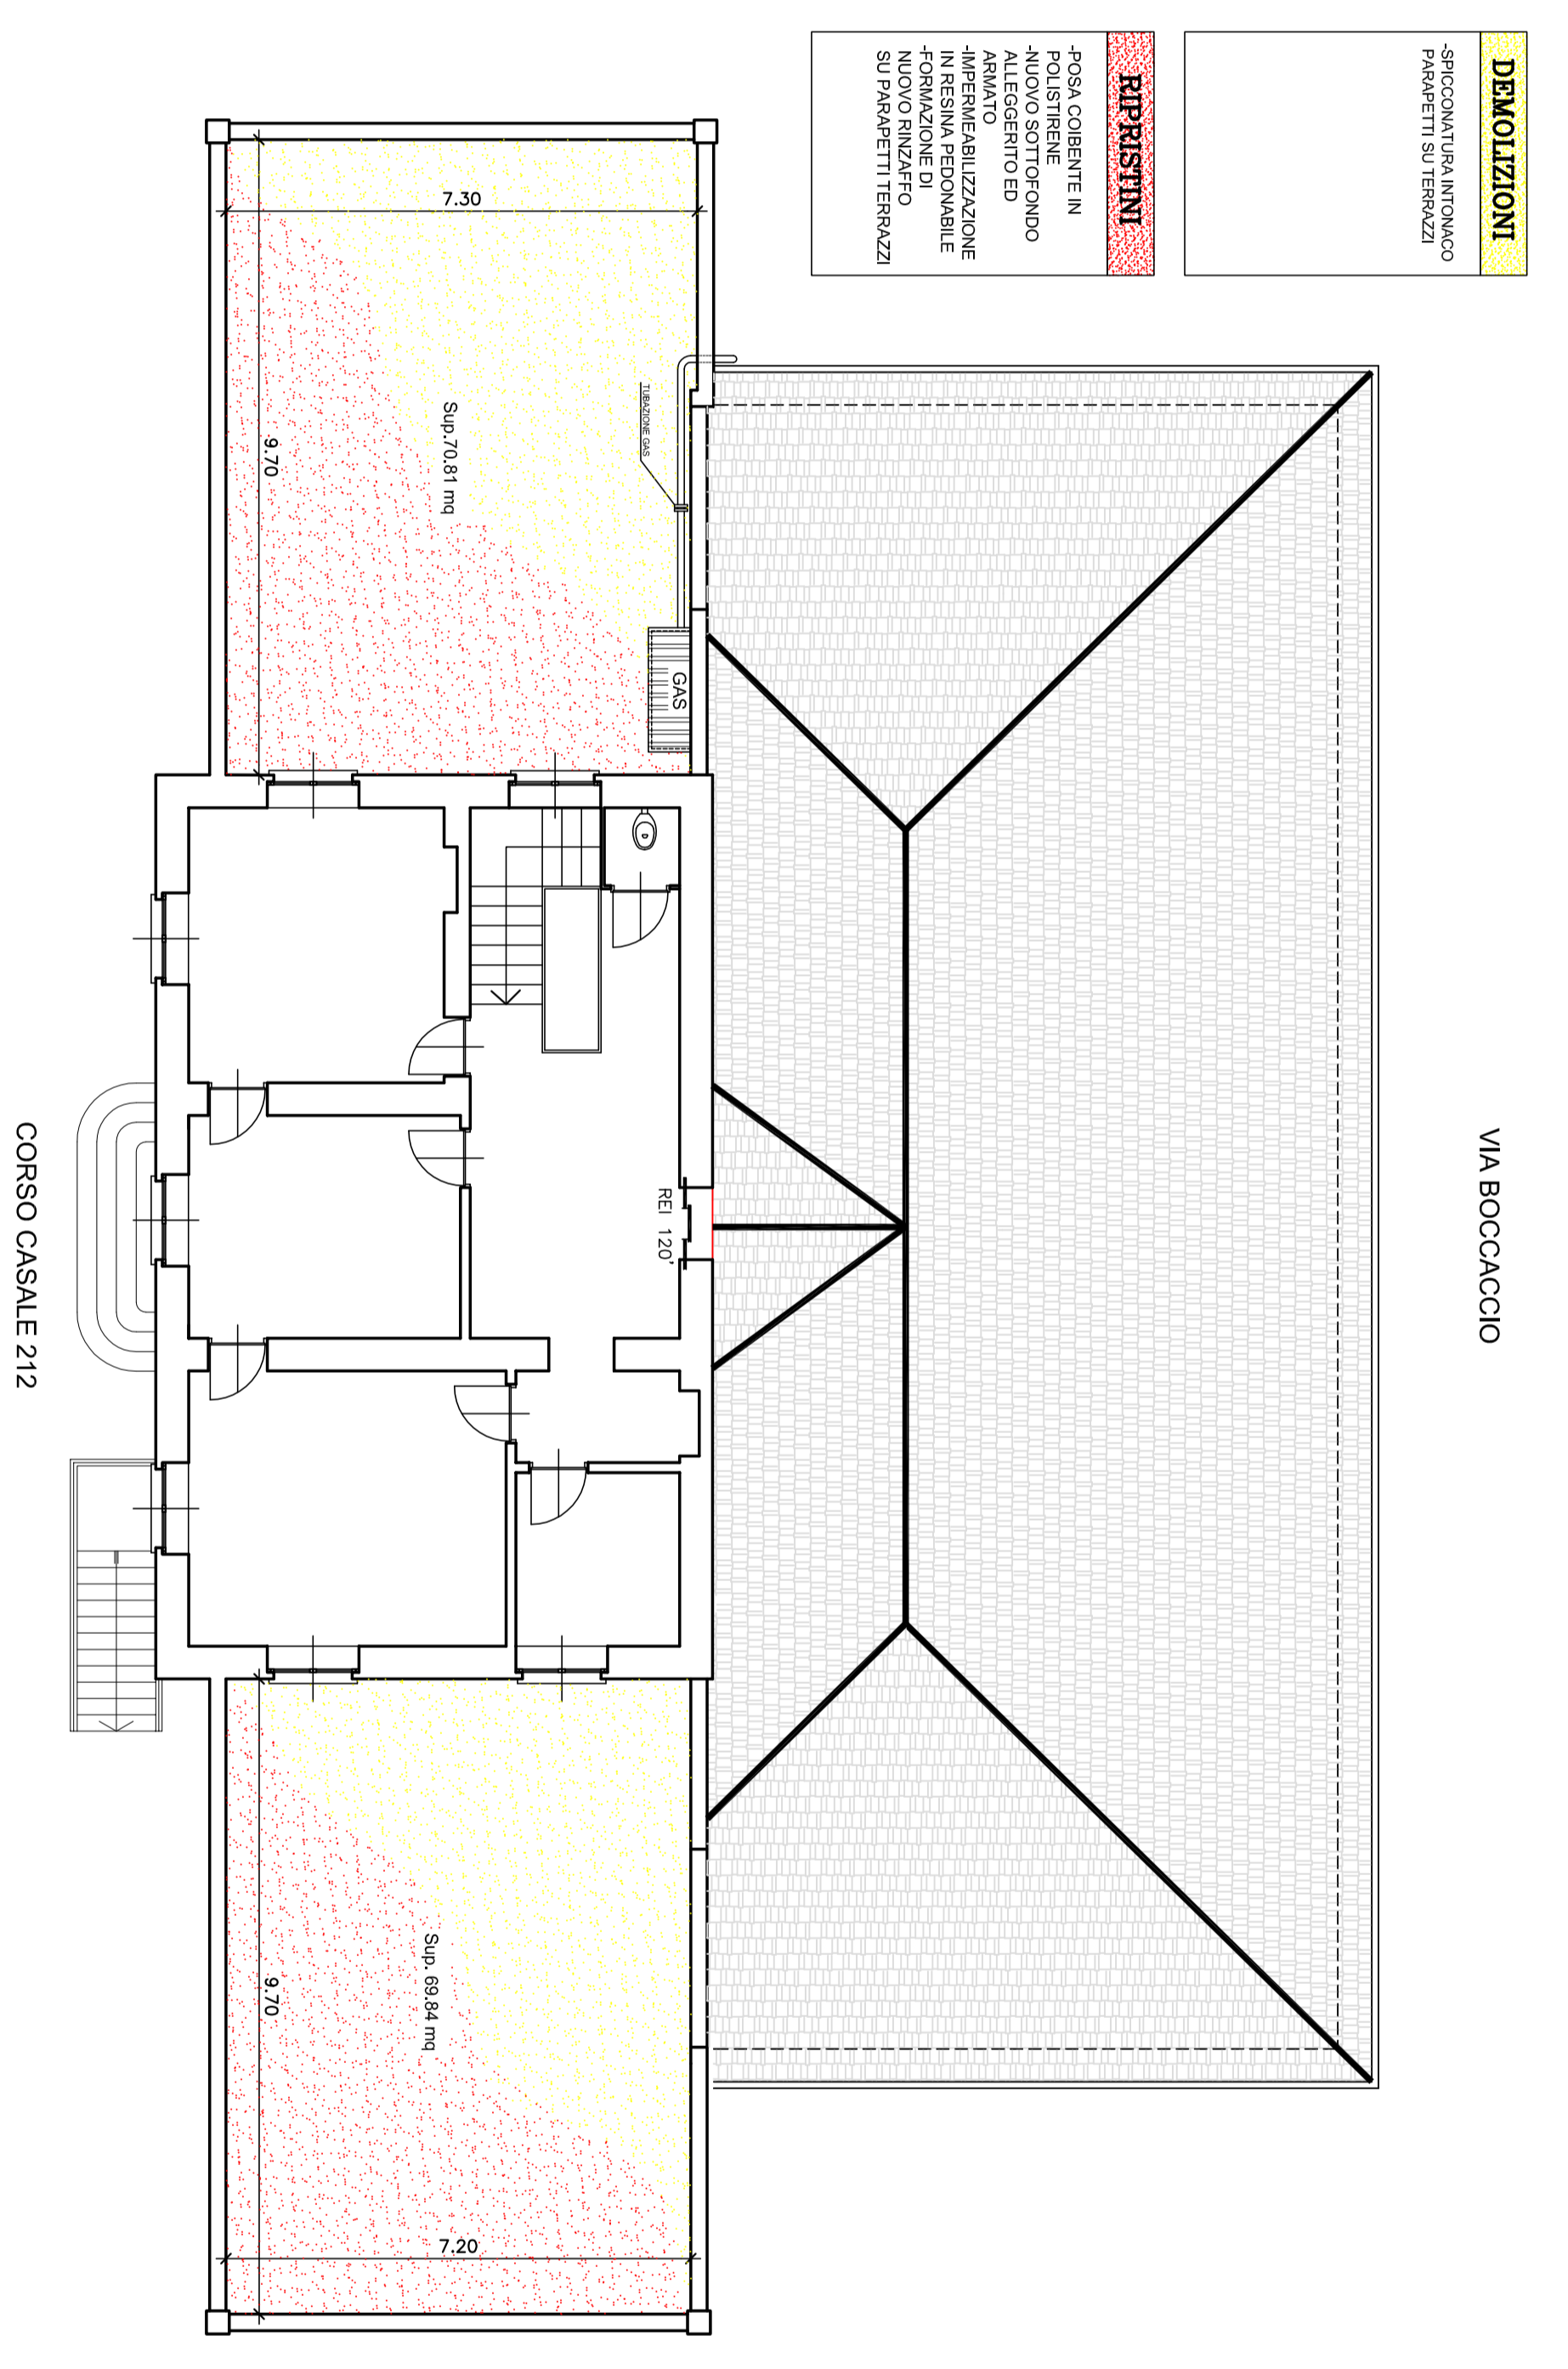 VIA BOCCACCIO
DEMOLIZIONI
-SPICCONATURA INTONACO
PARAPETTI SU TERRAZZI
RIPRISTINI
-POSA COIBENTE IN
POLISTIRENE
-NUOVO SOTTOFONDO
ALLEGGERITO ED
ARMATO
-IMPERMEABILIZZAZIONE
IN RESINA PEDONABILE
-FORMAZIONE DI
NUOVO RINZAFFO
SU PARAPETTI TERRAZZI
7.30
9.70
Sup.70.81 mq
TUBAZIONE GAS
GAS
REI 120'
Sup. 69.84 mq
9.70
7.20
CORSO CASALE 212